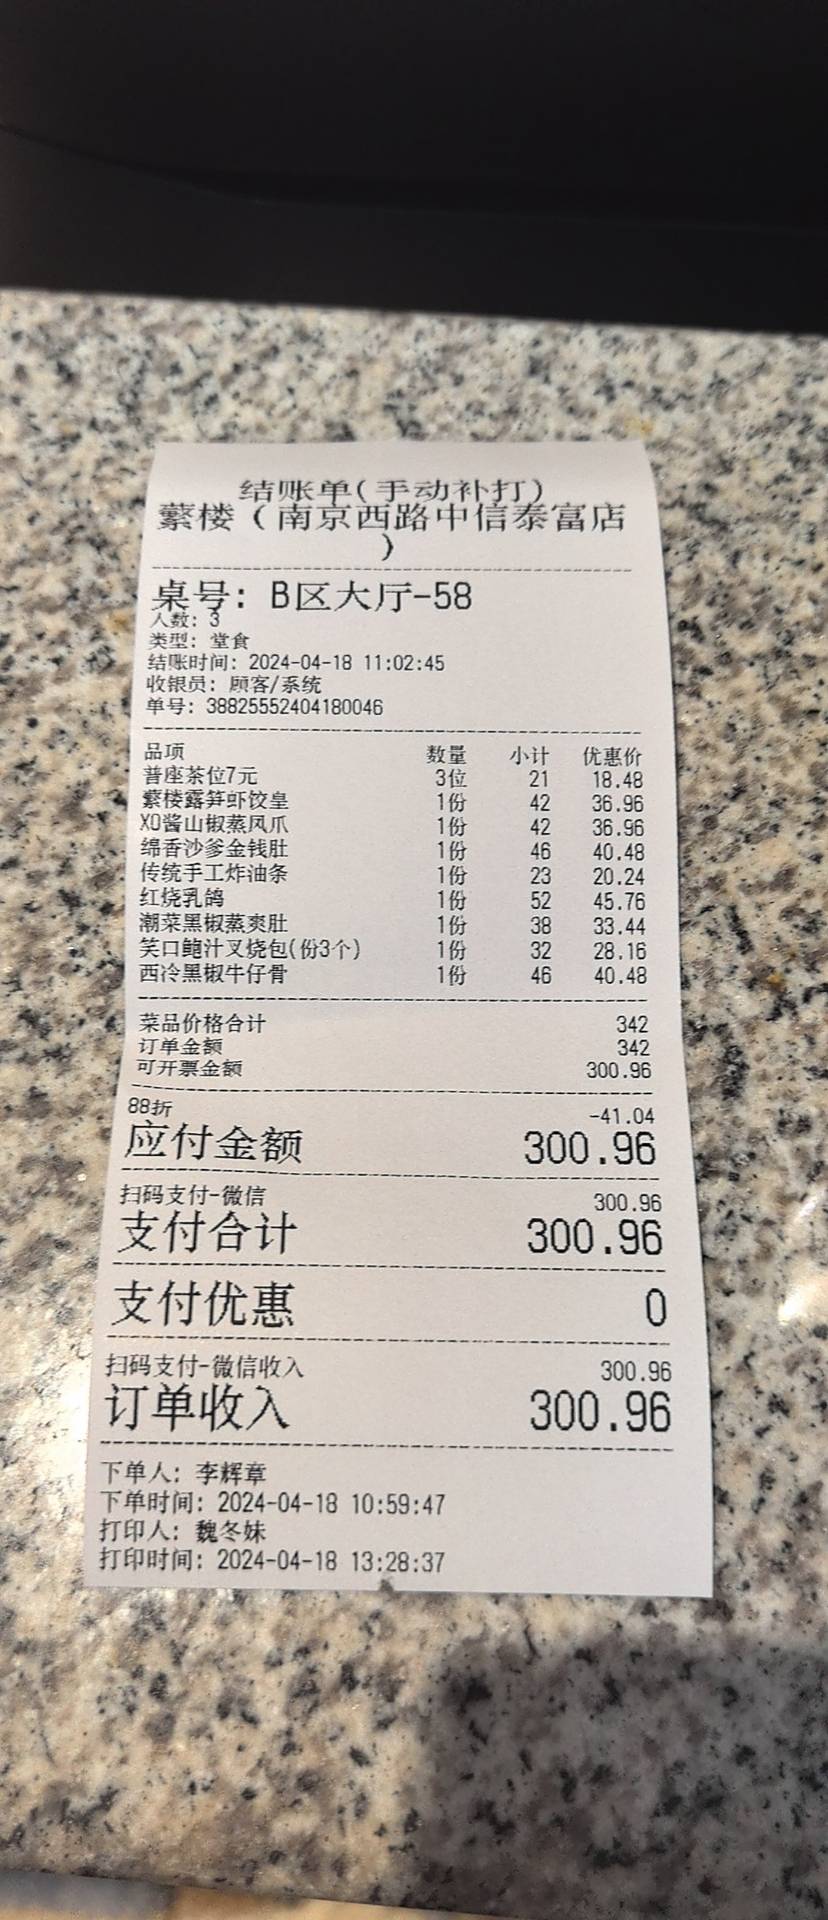 结账单(手动补打)
蘩楼（南京西路中信泰富店
）
桌号: B区大厅-58
人数: 3
类型: 堂食
结账时间: 2024-04-18 11:02:45
收银员: 顾客/系统
单号: 38825552404180046
品项 数量 小计 优惠价
普座茶位7元 3位 21 18.48
蘩楼露笋虾饺皇 1份 42 36.96
XO酱山椒蒸凤爪 1份 42 36.96
绵香沙爹金钱肚 1份 46 40.48
传统手工炸油条 1份 23 20.24
红烧乳鸽 1份 52 45.76
潮菜黑椒蒸爽肚 1份 38 33.44
笑口鲍汁叉烧包(份3个) 1份 32 28.16
西冷黑椒牛仔骨 1份 46 40.48
菜品价格合计 342
订单金额 342
可开票金额 300.96
88折 -41.04
应付金额 300.96
扫码支付-微信 300.96
支付合计 300.96
支付优惠 0
扫码支付-微信收入 300.96
订单收入 300.96
下单人: 李辉章
下单时间: 2024-04-18 10:59:47
打印人: 魏冬妹
打印时间: 2024-04-18 13:28:37